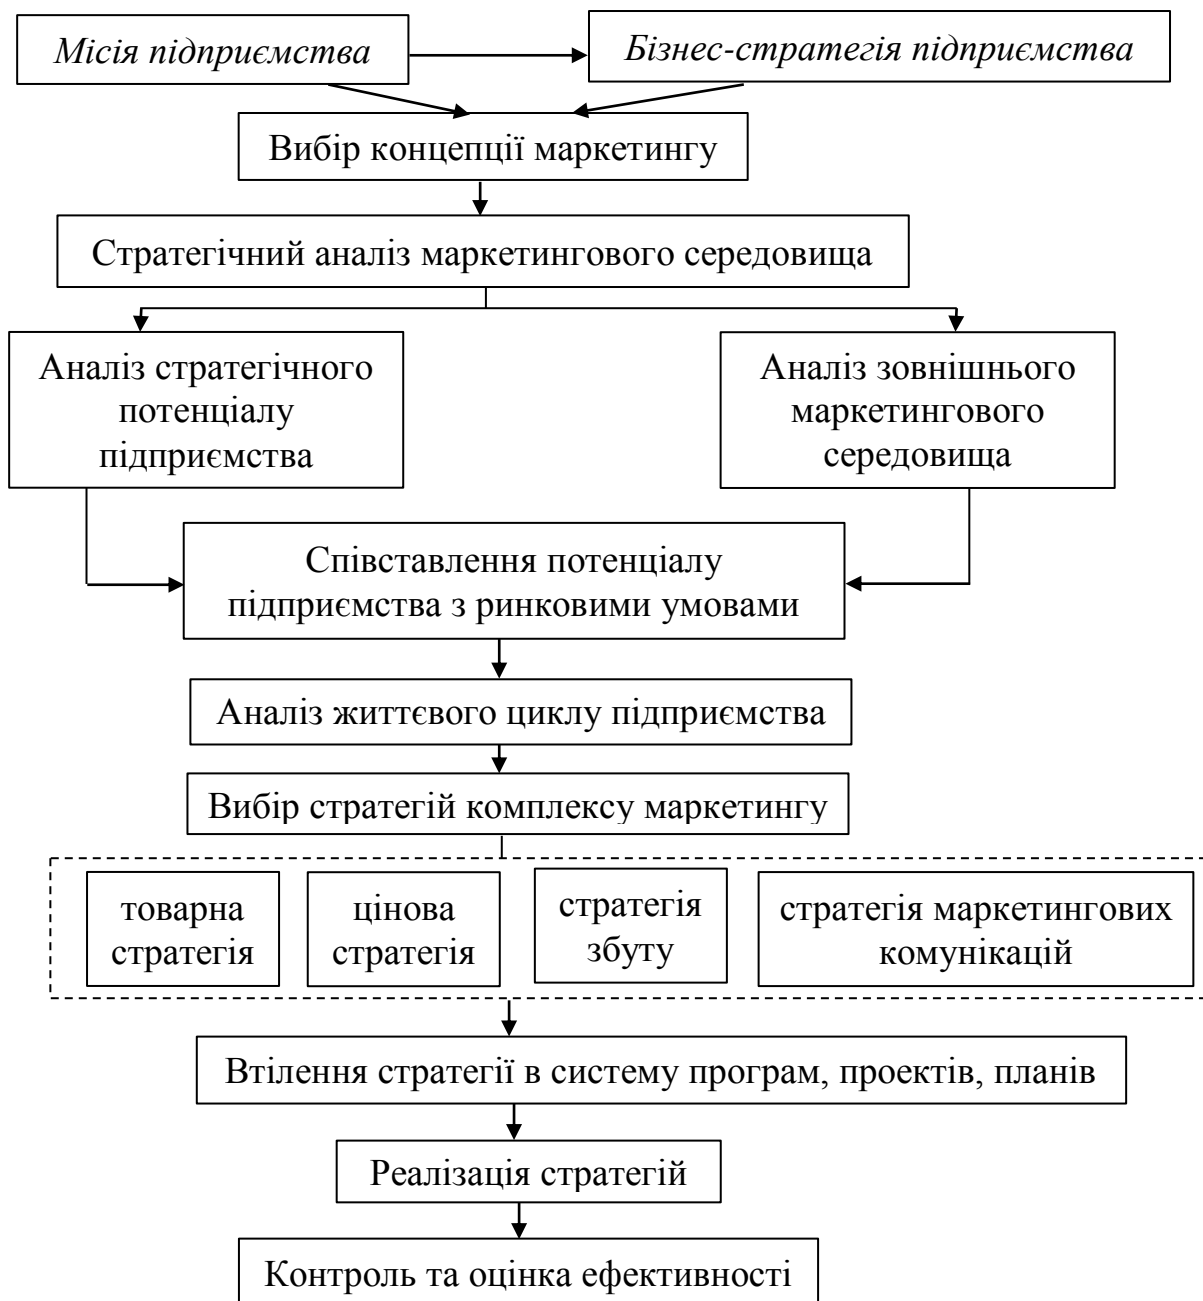 Місія підприємства
Бізнес-стратегія підприємства
Вибір концепції маркетингу
Стратегічний аналіз маркетингового середовища
Аналіз стратегічного
потенціалу
підприємства
Аналіз зовнішнього
маркетингового
середовища
Співставлення потенціалу
підприємства з ринковими умовами
Аналіз життєвого циклу підприємства
Вибір стратегій комплексу маркетингу
товарна
стратегія
цінова
стратегія
стратегія
збуту
стратегія маркетингових
комунікацій
Втілення стратегії в систему програм, проектів, планів
Реалізація стратегій
Контроль та оцінка ефективності